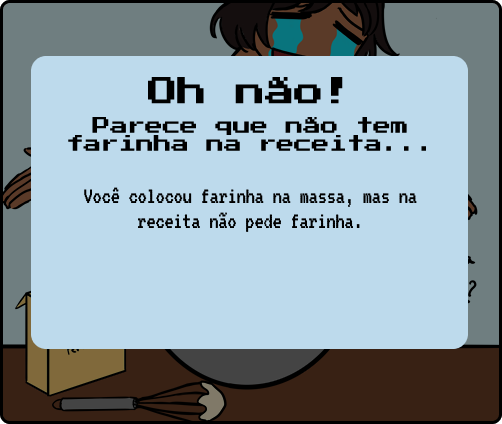 Oh não!
Parece que não tem
farinha na receita...
Você colocou farinha na massa, mas na
receita não pede farinha.
?